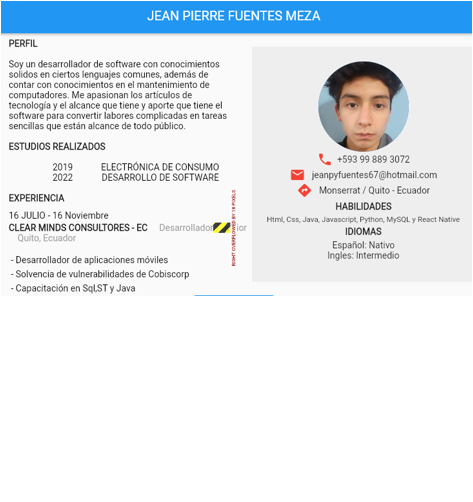 JEAN PIERRE FUENTES MEZA
PERFIL
Soy un desarrollador de software con conocimientos
solidos en ciertos lenguajes comunes, además de
contar con conocimientos en el mantenimiento de
computadores. Me apasionan los artículos de
tecnología y el alcance que tiene y aporte que tiene el
software para convertir labores complicadas en tareas
sencillas que están alcance de todo público.
ESTUDIOS REALIZADOS
2019 ELECTRÓNICA DE CONSUMO
2022 DESARROLLO DE SOFTWARE
EXPERIENCIA
16 JULIO - 16 Noviembre
CLEAR MINDS CONSULTORES - EC Desarrollador
Quito, Ecuador
RIGHT OVERFLOWED BY 18 PIXELS
- Desarrollador de aplicaciones móviles
- Solvencia de vulnerabilidades de Cobiscorp
- Capacitación en Sql,ST y Java
+593 99 889 3072
jeanpyfuentes67@hotmail.com
Monserrat / Quito - Ecuador
HABILIDADES
Html, Css, Java, Javascript, Python, MySQL y React Native
IDIOMAS
Español: Nativo
Ingles: Intermedio